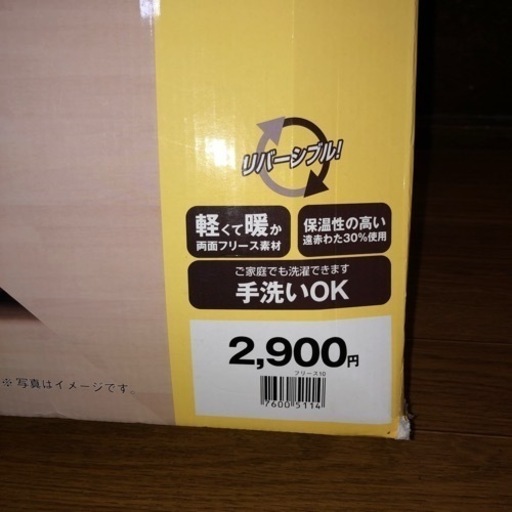 リバーシブル!
軽くて暖か
両面フリース素材
保温性の高い
遠赤わた30%使用
ご家庭でも洗濯できます
手洗いOK
2,900円
フリース10
7600 5114
※写真はイメージです。